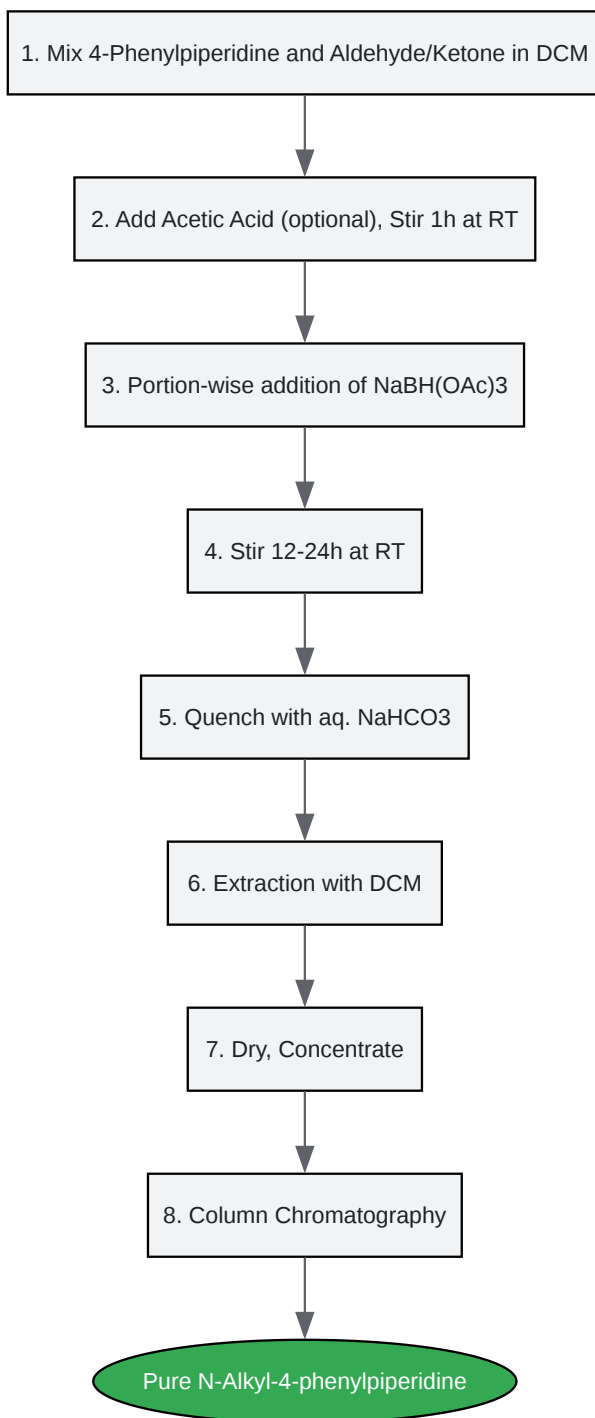 1. Mix 4-Phenylpiperidine and Aldehyde/Ketone in DCM
2. Add Acetic Acid (optional), Stir 1h at RT
3. Portion-wise addition of NaBH(OAc)3
4. Stir 12-24h at RT
5. Quench with aq. NaHCO3
6. Extraction with DCM
7. Dry, Concentrate
8. Column Chromatography
Pure N-Alkyl-4-phenylpiperidine